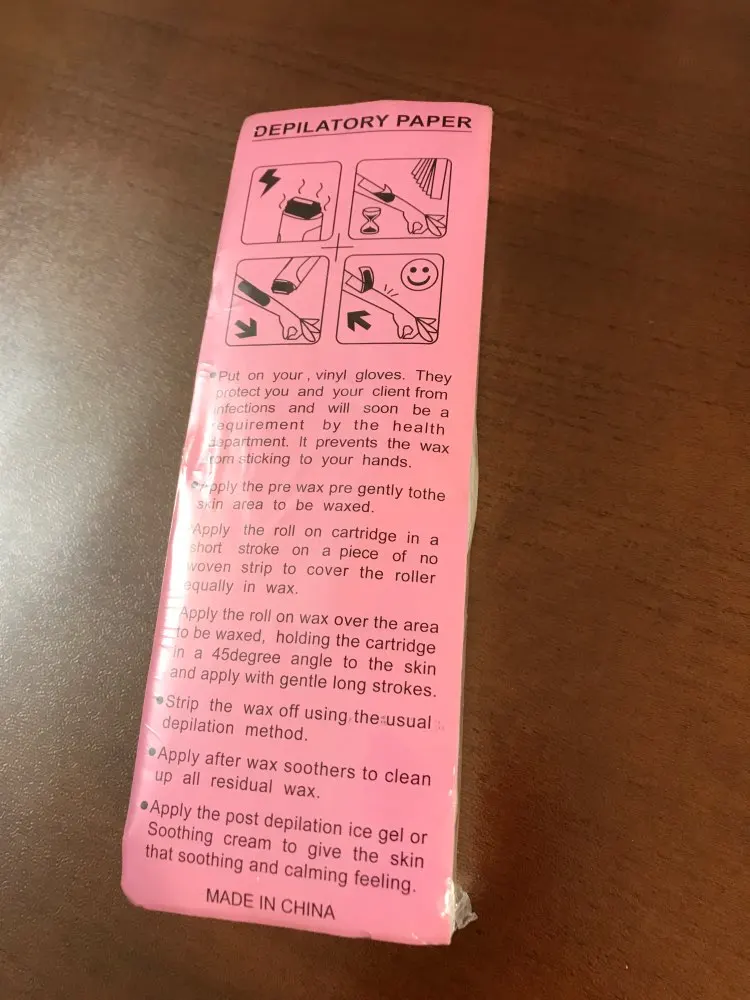 DEPILATORY PAPER
•Put on your , vinyl gloves. They
protect you and your client from
infections and will soon be a
requirement by the health
department. It prevents the wax
from sticking to your hands.
•Apply the pre wax pre gently tothe
skin area to be waxed.
Apply the roll on cartridge in a
short stroke on a piece of no
woven strip to cover the roller
equally in wax.
Apply the roll on wax over the area
to be waxed, holding the cartridge
in a 45degree angle to the skin
and apply with gentle long strokes.
•Strip the wax off using the usual
depilation method.
•Apply after wax soothers to clean
up all residual wax.
•Apply the post depilation ice gel or
Soothing cream to give the skin
that soothing and calming feeling.
MADE IN CHINA